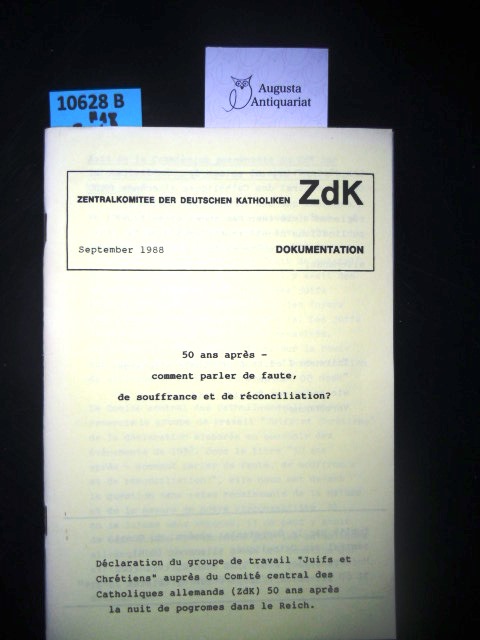 10628 B
Augusta
Antiquariat
ZENTRALKOMITEE DER DEUTSCHEN KATHOLIKEN ZdK
September 1988 DOKUMENTATION
50 ans après -
comment parler de faute,
de souffrance et de réconciliation?
Déclaration du groupe de travail "Juifs et
Chrétiens" auprès du Comité central des
Catholiques allemands (ZdK) 50 ans après
la nuit de pogromes dans le Reich.